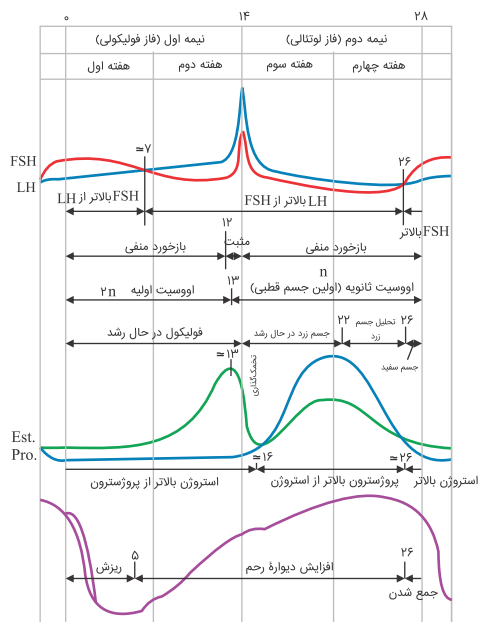 ۰ ۱۴ ۲۸
نیمه اول (فاز فولیکولی) نیمه دوم (فاز لوتئالی)
هفته اول هفته دوم هفته سوم هفته چهارم
≃۷
FSH
۲۶
LH
FSH بالاتر از LH
LH بالاتر از FSH
FSH بالاتر
۱۲
مثبت
بازخورد منفی بازخورد منفی
n
۱۳
اووسیت اولیه ۲n
اووسیت ثانویه (اولین جسم قطبی)
۲۲ تحلیل جسم زرد ۲۶
فولیکول در حال رشد جسم زرد در حال رشد
≃۱۳
تخمک‌گذاری
جسم سفید
Est.
Pro.
≃۱۶ ≃۲۶
استروژن بالاتر از پروژسترون پروژسترون بالاتر از استروژن استروژن بالاتر
۵ ۲۶
ریزش افزایش دیوارهٔ رحم
جمع شدن